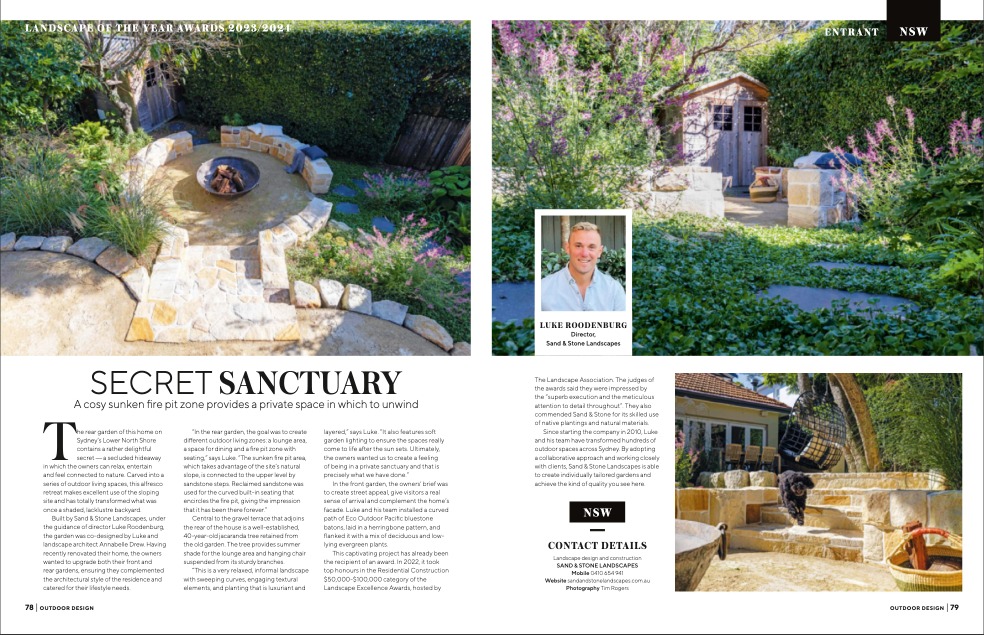 LANDSCAPE OF THE YEAR AWARDS 2023/2024
SECRET SANCTUARY
A cosy sunken fire pit zone provides a private space in which to unwind
The rear garden of this home on
Sydney's Lower North Shore
contains a rather delightful
secret — a secluded hideaway
in which the owners can relax, entertain
and feel connected to nature. Carved into a
series of outdoor living spaces, this alfresco
retreat makes excellent use of the sloping
site and has totally transformed what was
once a shaded, lacklustre backyard.
Built by Sand & Stone Landscapes, under
the guidance of director Luke Roodenburg,
the garden was co-designed by Luke and
landscape architect Annabelle Drew. Having
recently renovated their home, the owners
wanted to upgrade both their front and
rear gardens, ensuring they complemented
the architectural style of the residence and
catered for their lifestyle needs.
"In the rear garden, the goal was to create
different outdoor living zones: a lounge area,
a space for dining and a fire pit zone with
seating," says Luke. "The sunken fire pit area,
which takes advantage of the site's natural
slope, is connected to the upper level by
sandstone steps. Reclaimed sandstone was
used for the curved built-in seating that
encircles the fire pit, giving the impression
that it has been there forever."
Central to the gravel terrace that adjoins
the rear of the house is a well-established,
40-year-old jacaranda tree retained from
the old garden. The tree provides summer
shade for the lounge area and hanging chair
suspended from its sturdy branches.
"This is a very relaxed, informal landscape
with sweeping curves, engaging textural
elements, and planting that is luxuriant and
layered," says Luke. "It also features soft
garden lighting to ensure the spaces really
come to life after the sun sets. Ultimately,
the owners wanted us to create a feeling
of being in a private sanctuary and that is
precisely what we have done."
In the front garden, the owners' brief was
to create street appeal, give visitors a real
sense of arrival and complement the home's
facade. Luke and his team installed a curved
path of Eco Outdoor Pacific bluestone
batons, laid in a herringbone pattern, and
flanked it with a mix of deciduous and low-
lying evergreen plants.
This captivating project has already been
the recipient of an award. In 2022, it took
top honours in the Residential Construction
$50,000–$100,000 category of the
Landscape Excellence Awards, hosted by
78 | OUTDOOR DESIGN
ENTRANT NSW
LUKE ROODENBURG
Director,
Sand & Stone Landscapes
The Landscape Association. The judges of
the awards said they were impressed by
the "superb execution and the meticulous
attention to detail throughout". They also
commended Sand & Stone for its skilled use
of native plantings and natural materials.
Since starting the company in 2010, Luke
and his team have transformed hundreds of
outdoor spaces across Sydney. By adopting
a collaborative approach and working closely
with clients, Sand & Stone Landscapes is able
to create individually tailored gardens and
achieve the kind of quality you see here.
NSW
CONTACT DETAILS
Landscape design and construction
SAND & STONE LANDSCAPES
Mobile 0410 654 941
Website sandandstonelandscapes.com.au
Photography Tim Rogers
OUTDOOR DESIGN | 79